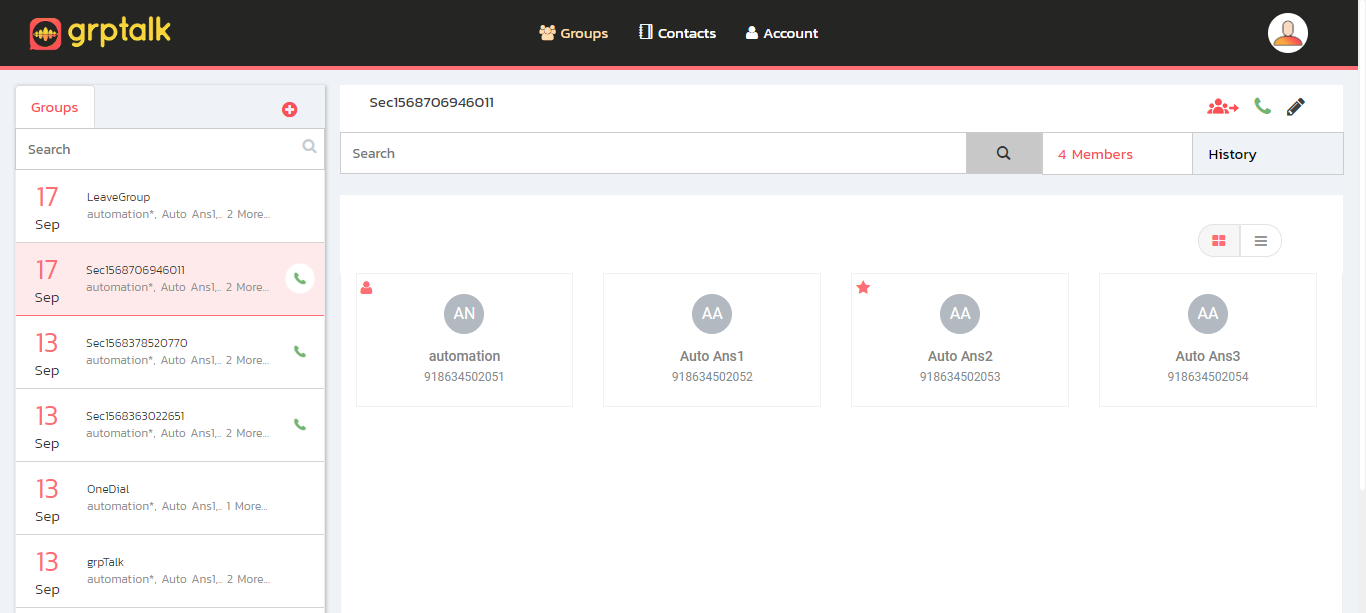 grptalk
Groups Contacts Account
Groups
Search
17 Sep LeaveGroup
automation*, Auto Ans1,.. 2 More...
17 Sep Sec1568706946011
automation*, Auto Ans1,.. 2 More...
13 Sep Sec1568378520770
automation*, Auto Ans1,.. 2 More...
13 Sep Sec1568363022651
automation*, Auto Ans1,.. 2 More...
13 Sep OneDial
automation*, Auto Ans1,.. 1 More...
13 Sep grpTalk
automation*, Auto Ans1,.. 2 More...
Sec1568706946011
Search
4 Members
History
AN
automation
918634502051
AA
Auto Ans1
918634502052
AA
Auto Ans2
918634502053
AA
Auto Ans3
918634502054